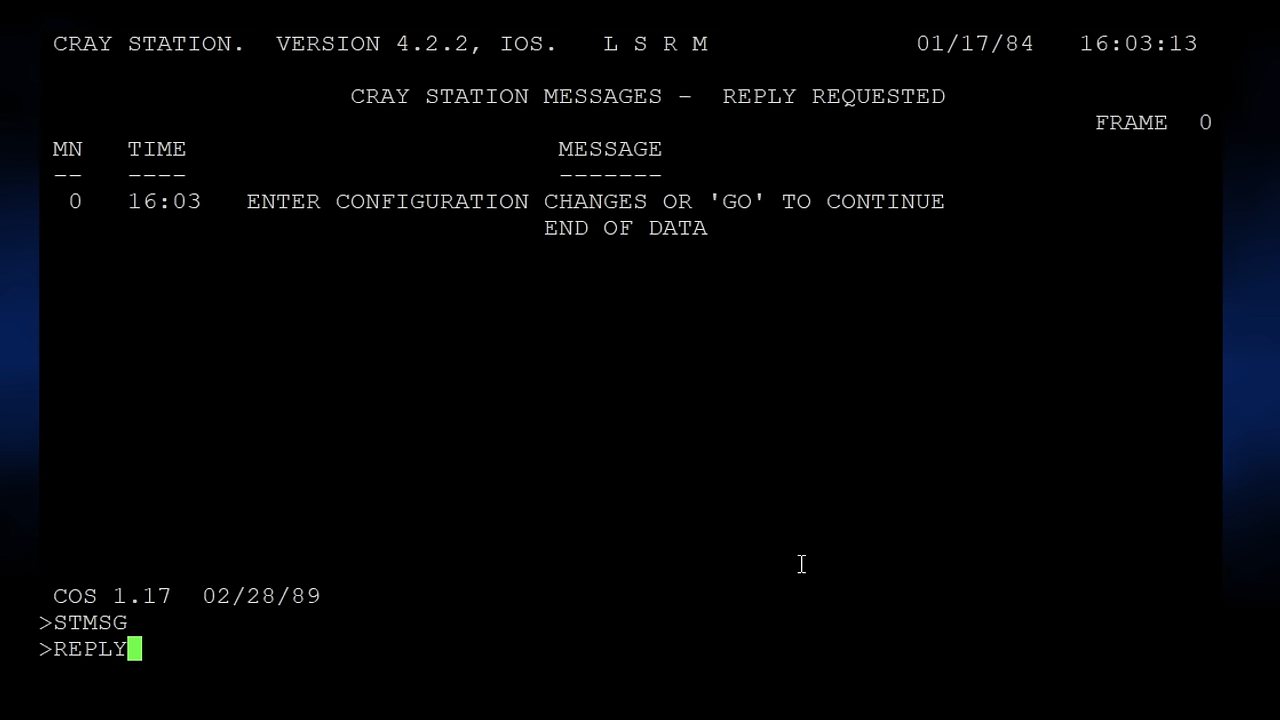 CRAY STATION. VERSION 4.2.2, IOS. L S R M 01/17/84 16:03:13
CRAY STATION MESSAGES - REPLY REQUESTED
FRAME 0
MN TIME MESSAGE
-- ---- -------
0 16:03 ENTER CONFIGURATION CHANGES OR 'GO' TO CONTINUE
END OF DATA
COS 1.17 02/28/89
>STMSG
>REPLY